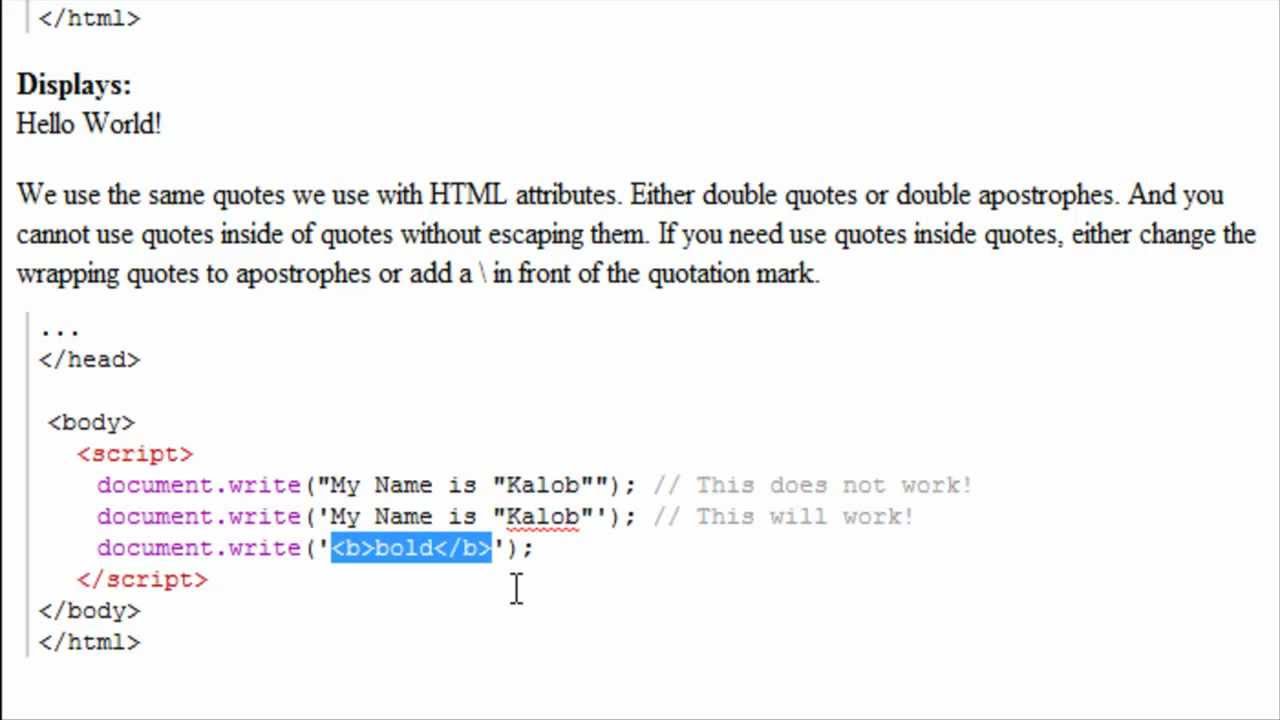 </html>
Displays:
Hello World!
We use the same quotes we use with HTML attributes. Either double quotes or double apostrophes. And you
cannot use quotes inside of quotes without escaping them. If you need use quotes inside quotes, either change the
wrapping quotes to apostrophes or add a \ in front of the quotation mark.
...
</head>
<body>
<script>
document.write("My Name is "Kalob""); // This does not work!
document.write('My Name is "Kalob"'); // This will work!
document.write('<b>bold</b>');
</script>
</body>
</html>